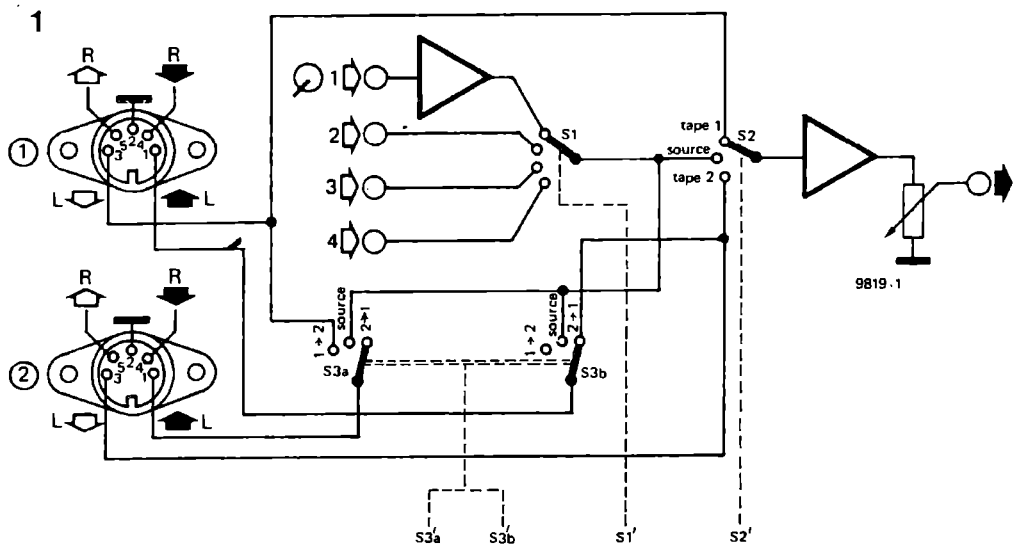 1
R
R
1
5 2 4
3 1
L
L
1
2
3
4
S1
tape 1
source
tape 2
S2
9819-1
R
R
2
5 2 4
3 1
L
L
1→2
source
2→1
S3a
1→2
source
2→1
S3b
S3'a
S3'b
S1'
S2'